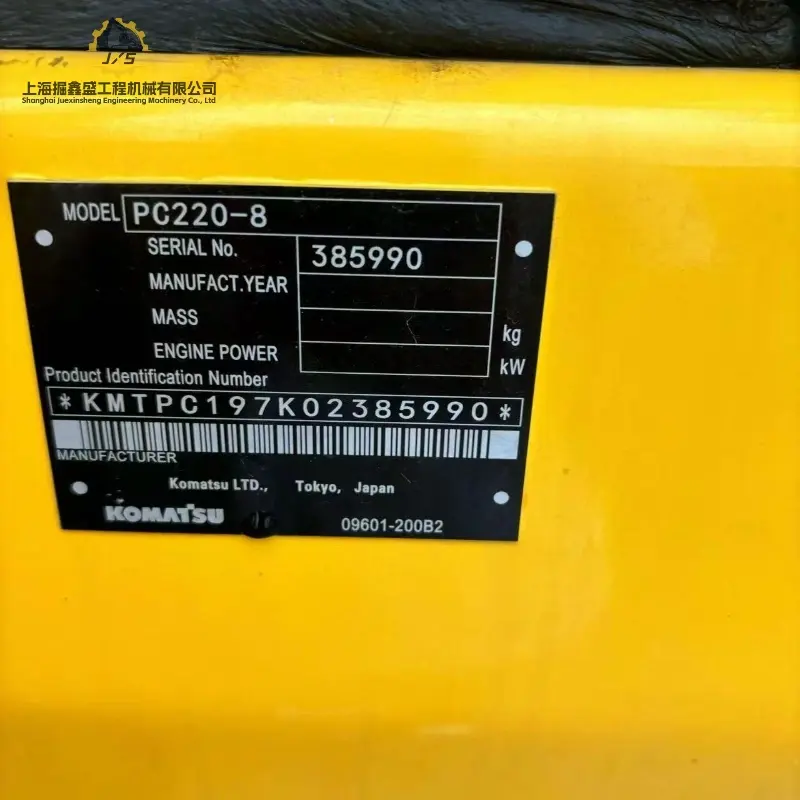 J/S
上海掘鑫盛工程机械有限公司
Shanghai Juexinsheng Engineering Machinery Co., Ltd
MODEL PC220-8
SERIAL No. 385990
MANUFACT.YEAR
MASS kg
ENGINE POWER kW
Product Identification Number
*KMTPC197K02385990*
MANUFACTURER
Komatsu LTD., Tokyo, Japan
KOMATSU 09601-200B2